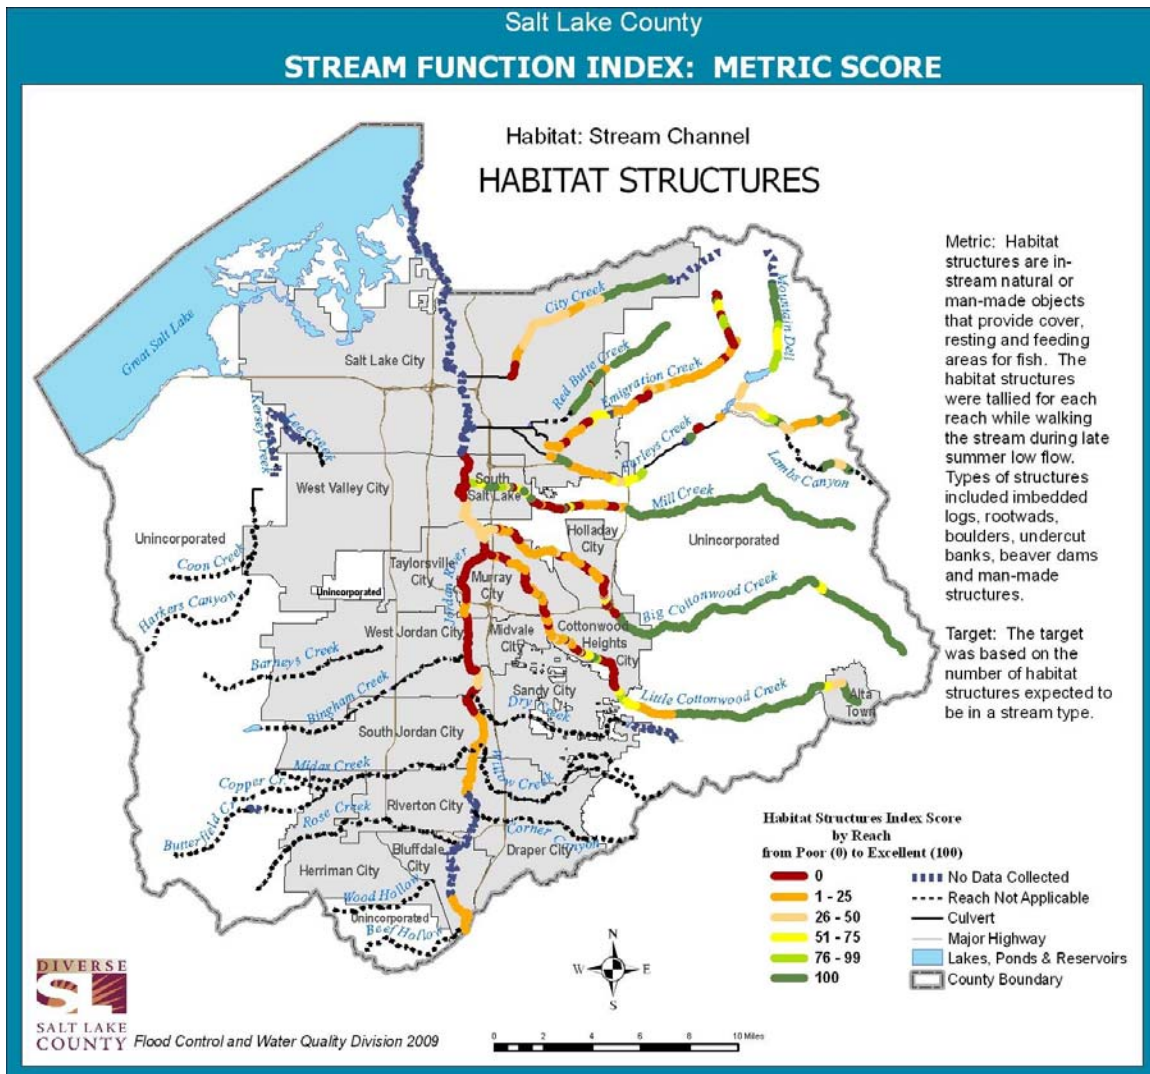 Salt Lake County
STREAM FUNCTION INDEX: METRIC SCORE
Habitat: Stream Channel
HABITAT STRUCTURES
Metric: Habitat
structures are in-
stream natural or
man-made objects
that provide cover,
resting and feeding
areas for fish. The
habitat structures
were tallied for each
reach while walking
the stream during late
summer low flow.
Types of structures
included imbedded
logs, rootwads,
boulders, undercut
banks, beaver dams
and man-made
structures.
Target: The target
was based on the
number of habitat
structures expected to
be in a stream type.
Great Salt Lake
Salt Lake City
City Creek
Red Butte Creek
Emigration Creek
Mountain Dell
Parleys Creek
Lambs Canyon
Kersey Creek
Lee Creek
West Valley City
South
Salt Lake
Mill Creek
Unincorporated
Holladay
City
Unincorporated
Coon Creek
Harkers Canyon
Taylorsville
City
Unincorporated
Jordan River
Murray
City
Big Cottonwood Creek
West Jordan City
Midvale
City
Cottonwood
Heights
City
Barneys Creek
Bingham Creek
Sandy City
Little Cottonwood Creek
Alta
Town
Dry Creek
South Jordan City
Midas Creek
Willow Creek
Copper Cr.
Butterfield Cr.
Rose Creek
Riverton City
Corner Canyon
Bluffdale
City
Draper City
Herriman City
Wood Hollow
Unincorporated
Beef Hollow
Habitat Structures Index Score
by Reach
from Poor (0) to Excellent (100)
0
1 - 25
26 - 50
51 - 75
76 - 99
100
No Data Collected
Reach Not Applicable
Culvert
Major Highway
Lakes, Ponds & Reservoirs
County Boundary
N
W E
S
0 2 4 6 8 10 Miles
DIVERSE
SL
SALT LAKE
COUNTY
Flood Control and Water Quality Division 2009